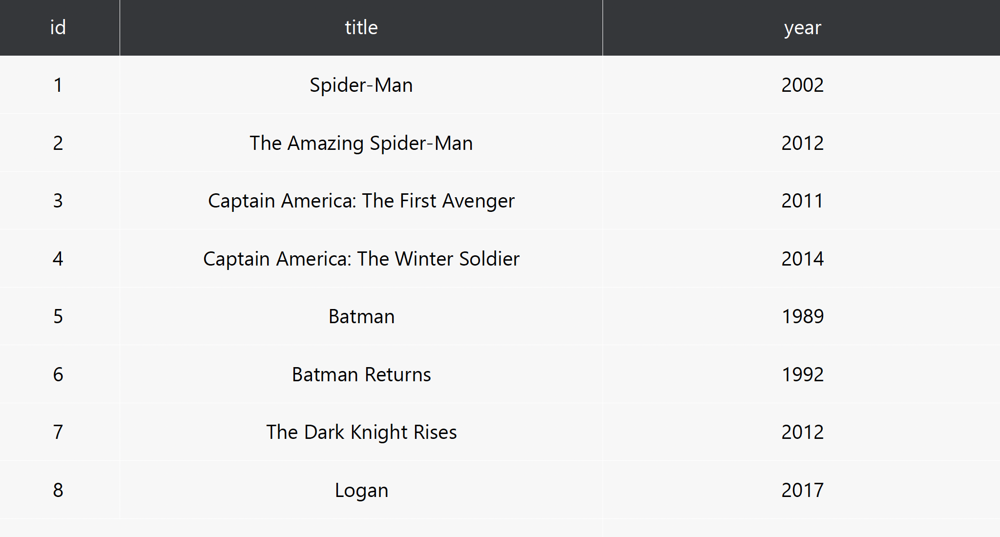 id title year
1 Spider-Man 2002
2 The Amazing Spider-Man 2012
3 Captain America: The First Avenger 2011
4 Captain America: The Winter Soldier 2014
5 Batman 1989
6 Batman Returns 1992
7 The Dark Knight Rises 2012
8 Logan 2017